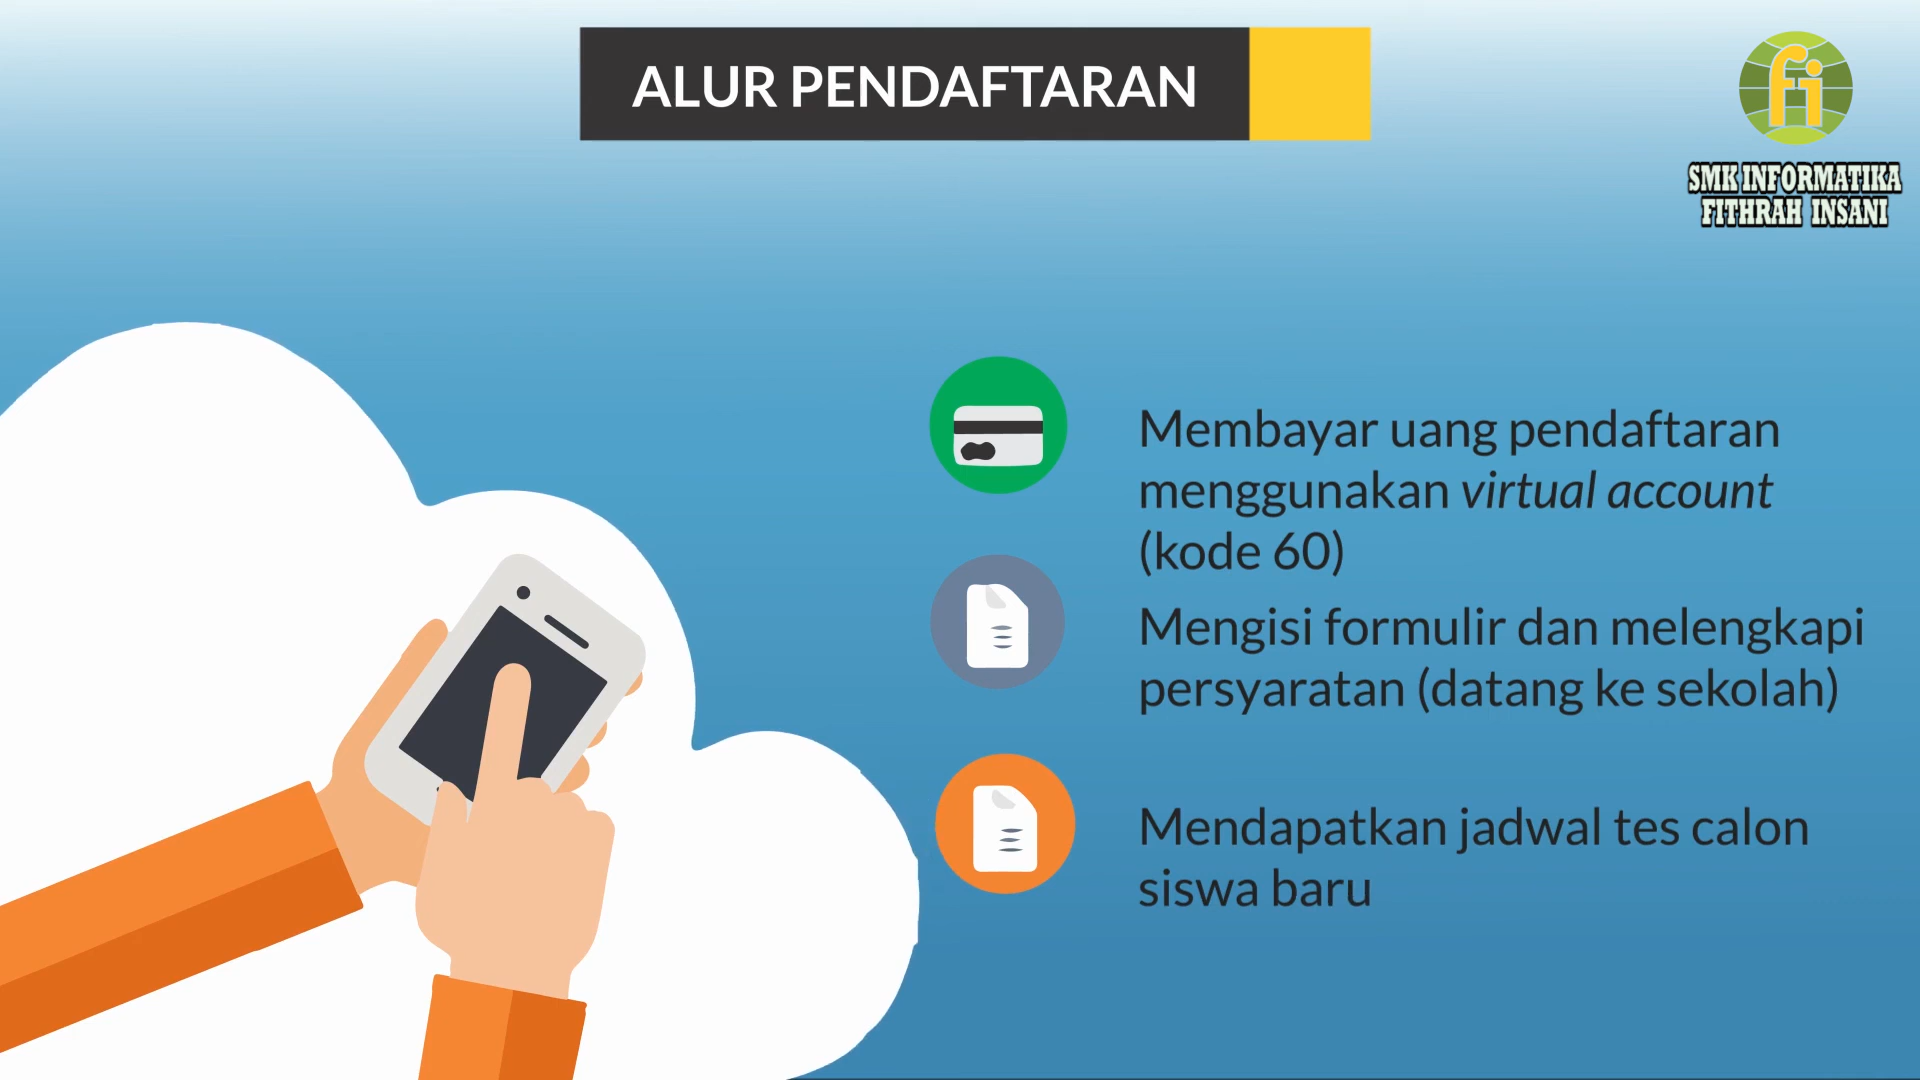 ALUR PENDAFTARAN
fi
SMK INFORMATIKA
FITHRAH INSANI
Membayar uang pendaftaran
menggunakan virtual account
(kode 60)
Mengisi formulir dan melengkapi
persyaratan (datang ke sekolah)
Mendapatkan jadwal tes calon
siswa baru